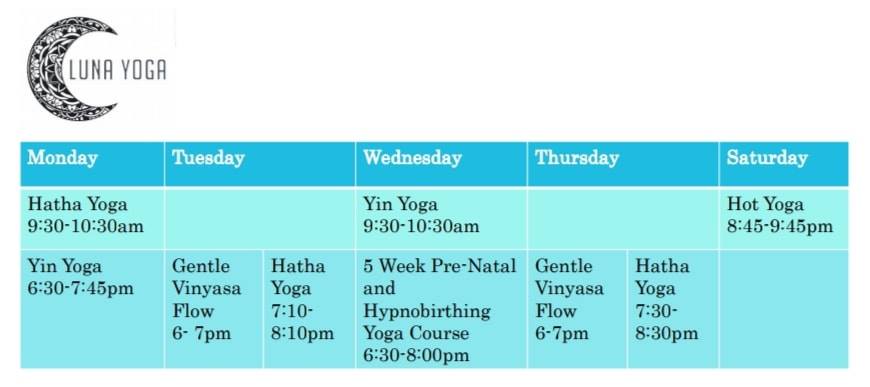 LUNA YOGA
Monday
Tuesday
Wednesday
Thursday
Saturday
Hatha Yoga
9:30-10:30am
Yin Yoga
9:30-10:30am
Hot Yoga
8:45-9:45pm
Yin Yoga
6:30-7:45pm
Gentle
Vinyasa
Flow
6- 7pm
Hatha
Yoga
7:10-
8:10pm
5 Week Pre-Natal
and
Hypnobirthing
Yoga Course
6:30-8:00pm
Gentle
Vinyasa
Flow
6-7pm
Hatha
Yoga
7:30-
8:30pm